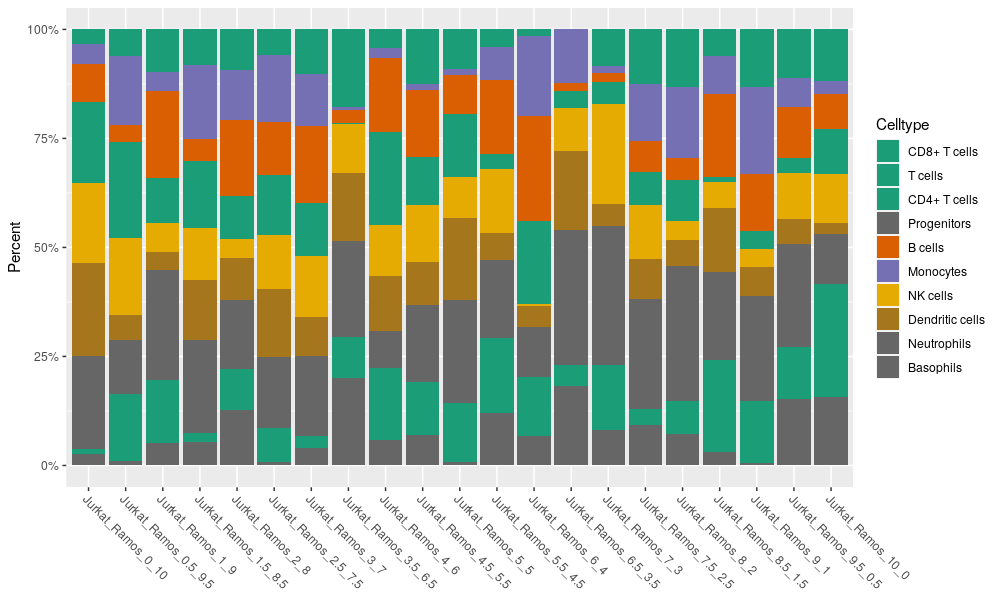 100%
75%
50%
25%
0%
Percent
Jurkat_Ramos_0_10
Jurkat_Ramos_05_9.5
Jurkat_Ramos_1_9
Jurkat_Ramos_1.5_8.5
Jurkat_Ramos_2_8
Jurkat_Ramos_2.5_7.5
Jurkat_Ramos_3_7
Jurkat_Ramos_3.5_6.5
Jurkat_Ramos_4_6
Jurkat_Ramos_4.5_5.5
Jurkat_Ramos_5_5
Jurkat_Ramos_5.5_4.5
Jurkat_Ramos_6_4
Jurkat_Ramos_6.5_3.5
Jurkat_Ramos_7_3
Jurkat_Ramos_7.5_2.5
Jurkat_Ramos_8_2
Jurkat_Ramos_8.5_1.5
Jurkat_Ramos_9_1
Jurkat_Ramos_9.5_0.5
Jurkat_Ramos_10_0
Celltype
CD8+ T cells
T cells
CD4+ T cells
Progenitors
B cells
Monocytes
NK cells
Dendritic cells
Neutrophils
Basophils